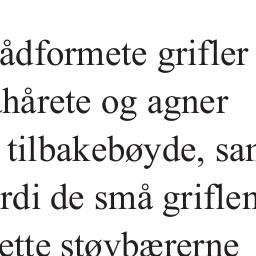 ådformete grifler
hårete og agner
tilbakebøyde, san
rdi de små griflen
ette støvbærerne